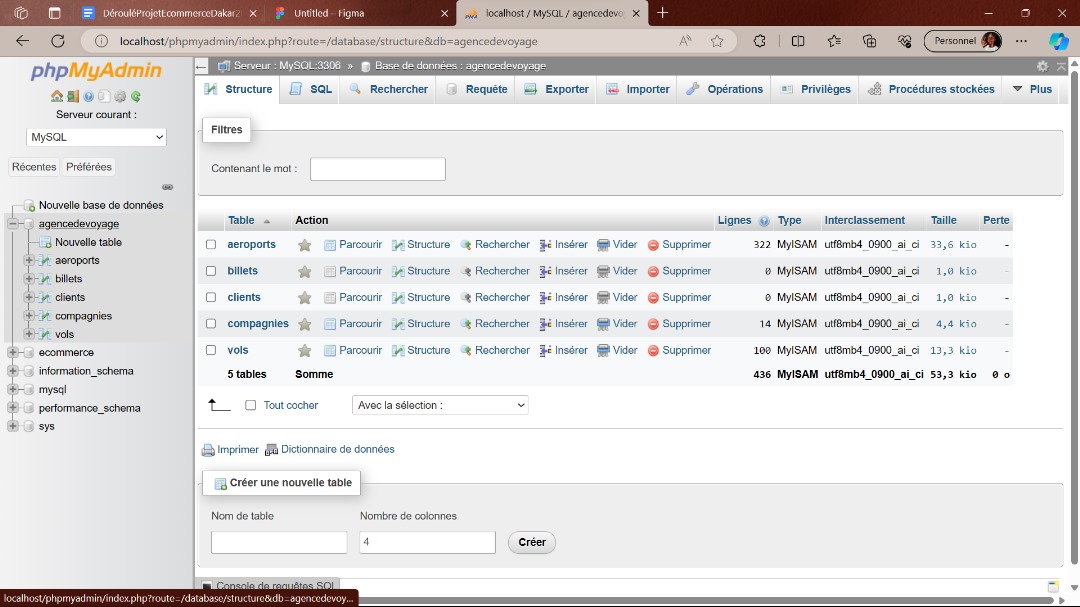 DérouléProjetEcommerceDakar2
Untitled – Figma
localhost / MySQL / agencedevoy
localhost/phpmyadmin/index.php?route=/database/structure&db=agencedevoyage
Personnel
phpMyAdmin
Serveur courant :
MySQL
Récentes Préférées
Nouvelle base de données
agencedevoyage
Nouvelle table
aeroports
billets
clients
compagnies
vols
ecommerce
information_schema
mysql
performance_schema
sys
Serveur : MySQL:3306 » Base de données : agencedevoyage
Structure SQL Rechercher Requête Exporter Importer Opérations Privilèges Procédures stockées Plus
Filtres
Contenant le mot :
Table Action Lignes Type Interclassement Taille Perte
aeroports Parcourir Structure Rechercher Insérer Vider Supprimer 322 MyISAM utf8mb4_0900_ai_ci 33,6 kio -
billets Parcourir Structure Rechercher Insérer Vider Supprimer 0 MyISAM utf8mb4_0900_ai_ci 1,0 kio -
clients Parcourir Structure Rechercher Insérer Vider Supprimer 0 MyISAM utf8mb4_0900_ai_ci 1,0 kio -
compagnies Parcourir Structure Rechercher Insérer Vider Supprimer 14 MyISAM utf8mb4_0900_ai_ci 4,4 kio -
vols Parcourir Structure Rechercher Insérer Vider Supprimer 100 MyISAM utf8mb4_0900_ai_ci 13,3 kio -
5 tables Somme 436 MyISAM utf8mb4_0900_ai_ci 53,3 kio 0 o
Tout cocher Avec la sélection :
Imprimer Dictionnaire de données
Créer une nouvelle table
Nom de table Nombre de colonnes
4 Créer
Console de requêtes SQL
localhost/phpmyadmin/index.php?route=/database/structure&db=agencedevoy...